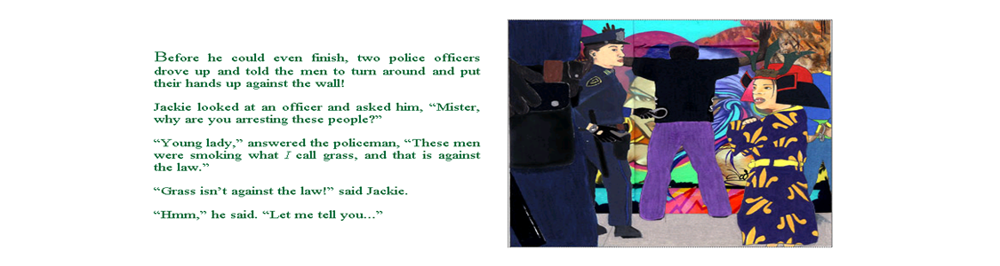 Before he could even finish, two police officers
drove up and told the men to turn around and put
their hands up against the wall!
Jackie looked at an officer and asked him, “Mister,
why are you arresting these people?”
“Young lady,” answered the policeman, “These men
were smoking what I call grass, and that is against
the law.”
“Grass isn’t against the law!” said Jackie.
“Hmm,” he said. “Let me tell you...”